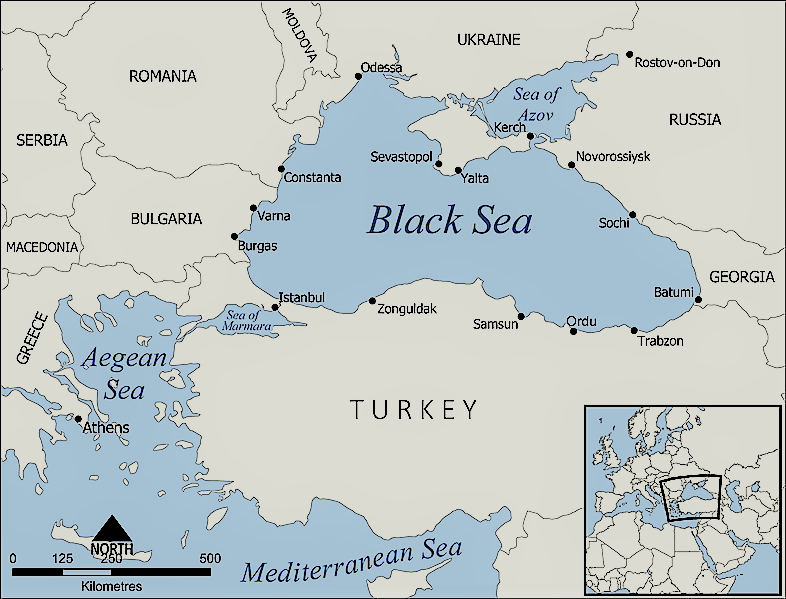 MOLDOVA
UKRAINE
ROMANIA
Odessa
Rostov-on-Don
Sea of
Azov
RUSSIA
Kerch
SERBIA
Sevastopol
Novorossiysk
Constanta
Yalta
BULGARIA
Varna
Black Sea
Sochi
MACEDONIA
Burgas
GEORGIA
Batumi
Istanbul
Zonguldak
Sea of
Marmara
Samsun
Ordu
Trabzon
GREECE
Aegean
Sea
TURKEY
Athens
NORTH
Mediterranean Sea
0 125 250 500
Kilometres